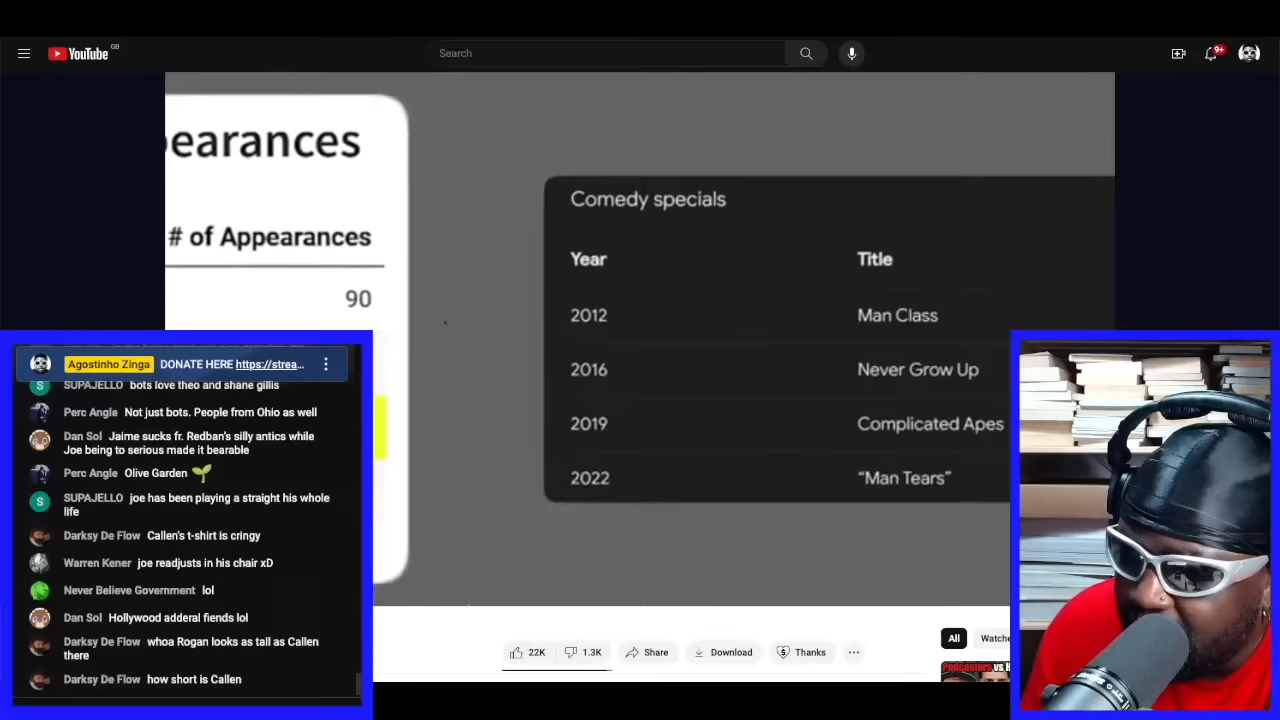 YouTube GB
Search
9+
pearances
# of Appearances
90
Comedy specials
Year Title
2012 Man Class
2016 Never Grow Up
2019 Complicated Apes
2022 “Man Tears”
Agostinho Zinga DONATE HERE https://strea...
SUPAJELLO bots love theo and shane gillis
Perc Angle Not just bots. People from Ohio as well
Dan Sol Jaime sucks fr. Redban's silly antics while
Joe being to serious made it bearable
Perc Angle Olive Garden 🌱
S SUPAJELLO joe has been playing a straight his whole
life
Darksy De Flow Callen's t-shirt is cringy
Warren Kener joe readjusts in his chair xD
Never Believe Government lol
Dan Sol Hollywood adderal fiends lol
Darksy De Flow whoa Rogan looks as tall as Callen
there
Darksy De Flow how short is Callen
22K 1.3K Share Download Thanks
All Watche
Podcasters vs H